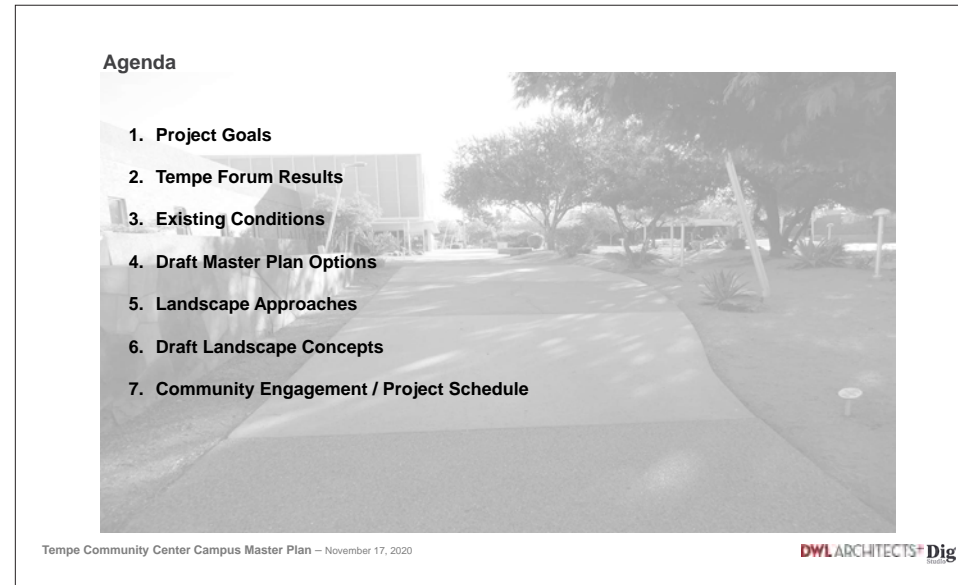 Agenda
1. Project Goals
2. Tempe Forum Results
3. Existing Conditions
4. Draft Master Plan Options
5. Landscape Approaches
6. Draft Landscape Concepts
7. Community Engagement / Project Schedule
Tempe Community Center Campus Master Plan – November 17, 2020
DWL ARCHITECTS+ Dig
Studio